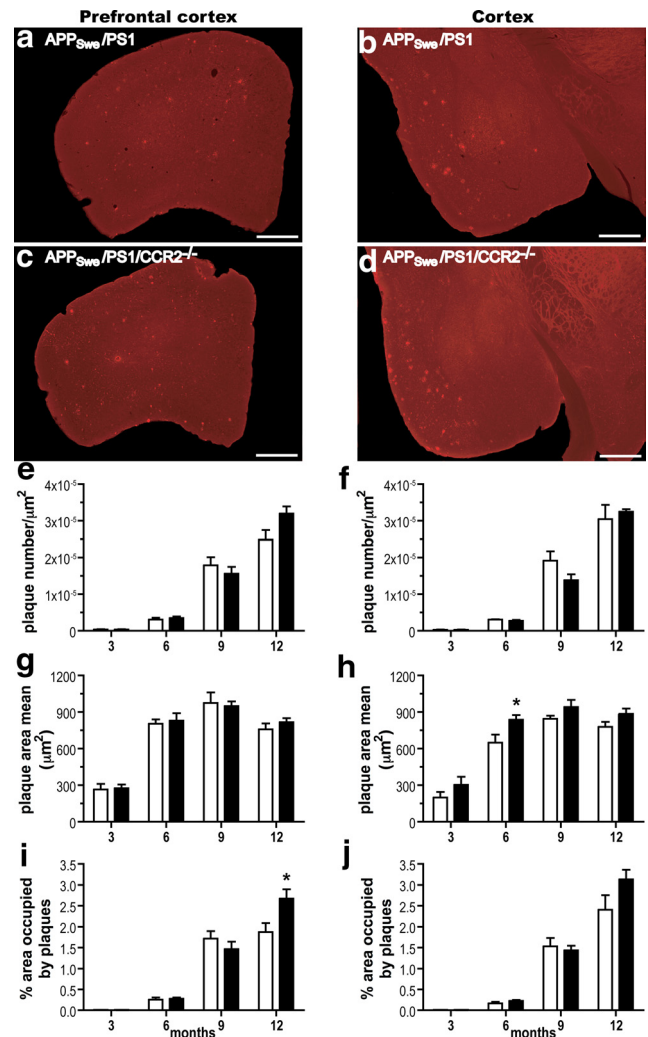 Prefrontal cortex
Cortex
a APP_Swe/PS1
b APP_Swe/PS1
c APP_Swe/PS1/CCR2⁻/⁻
d APP_Swe/PS1/CCR2⁻/⁻
e
plaque number/μm²
4x10⁻⁵
3x10⁻⁵
2x10⁻⁵
1x10⁻⁵
0
3 6 9 12
f
plaque number/μm²
4x10⁻⁵
3x10⁻⁵
2x10⁻⁵
1x10⁻⁵
0
3 6 9 12
g
plaque area mean
(μm²)
1200
900
600
300
0
3 6 9 12
h
plaque area mean
(μm²)
1200
900
600
300
0
*
3 6 9 12
i
% area occupied
by plaques
3.5
3.0
2.5
2.0
1.5
1.0
0.5
0.0
*
3 6 9 12
j
% area occupied
by plaques
3.5
3.0
2.5
2.0
1.5
1.0
0.5
0.0
3 6 9 12
months
months